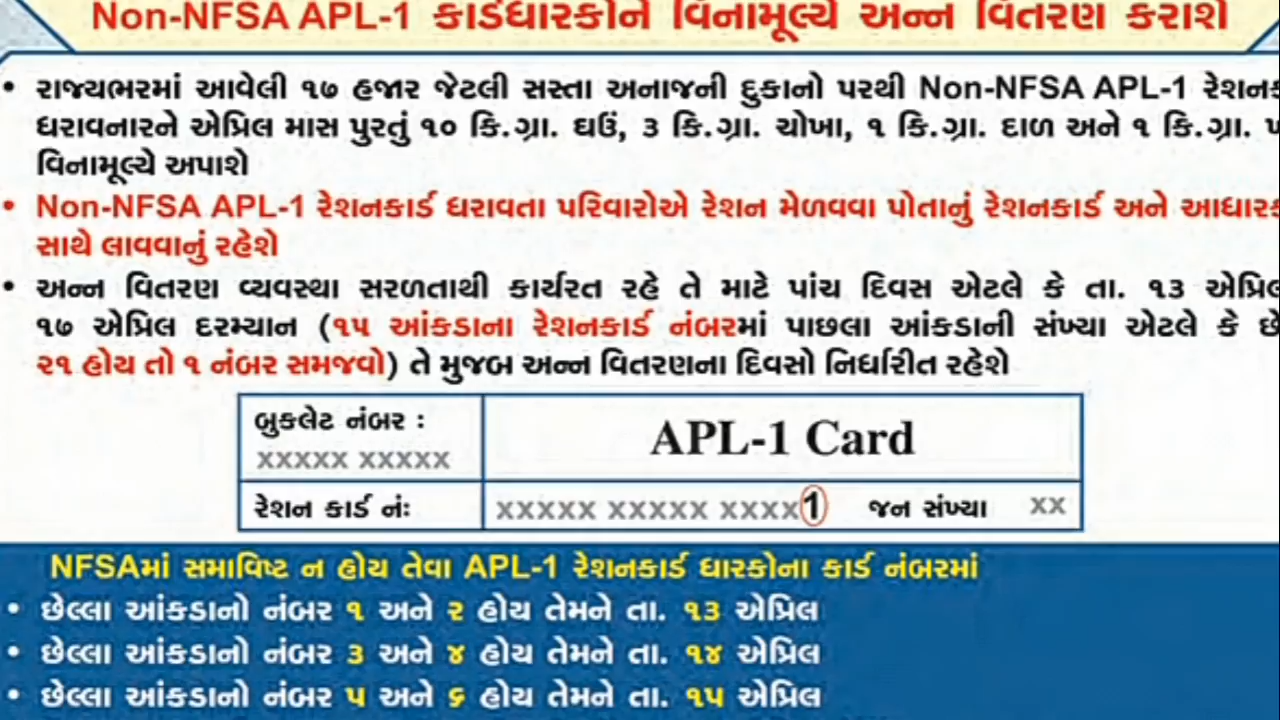 Non-NFSA APL-1 કાર્ડધારકોને વિનામૂલ્યે અન્ન વિતરણ કરાશે
• રાજ્યભરમાં આવેલી ૧૭ હજાર જેટલી સસ્તા અનાજની દુકાનો પરથી Non-NFSA APL-1
ધરાવનારને એપ્રિલ માસ પુરતું ૧૦ કિ.ગ્રા. ઘઉં, ૩ કિ.ગ્રા. ચોખા, ૧ કિ.ગ્રા. દાળ અને ૧ કિ.ગ્રા.
વિનામૂલ્યે અપાશે
• Non-NFSA APL-1 રેશનકાર્ડ ધરાવતા પરિવારોએ રેશન મેળવવા પોતાનું રેશનકાર્ડ અને
સાથે લાવવાનું રહેશે
• અન્ન વિતરણ વ્યવસ્થા સરળતાથી કાર્યરત રહે તે માટે પાંચ દિવસ એટલે કે તા. ૧૩ એપ્રિલ
૧૭ એપ્રિલ દરમ્યાન (૧૫ આંકડાના રેશનકાર્ડ નંબરમાં પાછલા આંકડાની સંખ્યા એટલે કે
૨૧ હોય તો ૧ નંબર સમજવો) તે મુજબ અન્ન વિતરણના દિવસો નિર્ધારીત રહેશે
બુકલેટ નંબર :
xxxxx xxxxx
APL-1 Card
રેશન કાર્ડ નં: xxxxx xxxxx xxxx1 જન સંખ્યા xx
NFSAમાં સમાવિષ્ટ ન હોય તેવા APL-1 રેશનકાર્ડ ધારકોના કાર્ડ નંબરમાં
• છેલ્લા આંકડાનો નંબર ૧ અને ૨ હોય તેમને તા. ૧૩ એપ્રિલ
• છેલ્લા આંકડાનો નંબર ૩ અને ૪ હોય તેમને તા. ૧૪ એપ્રિલ
• છેલ્લા આંકડાનો નંબર ૫ અને ૬ હોય તેમને તા. ૧૫ એપ્રિલ